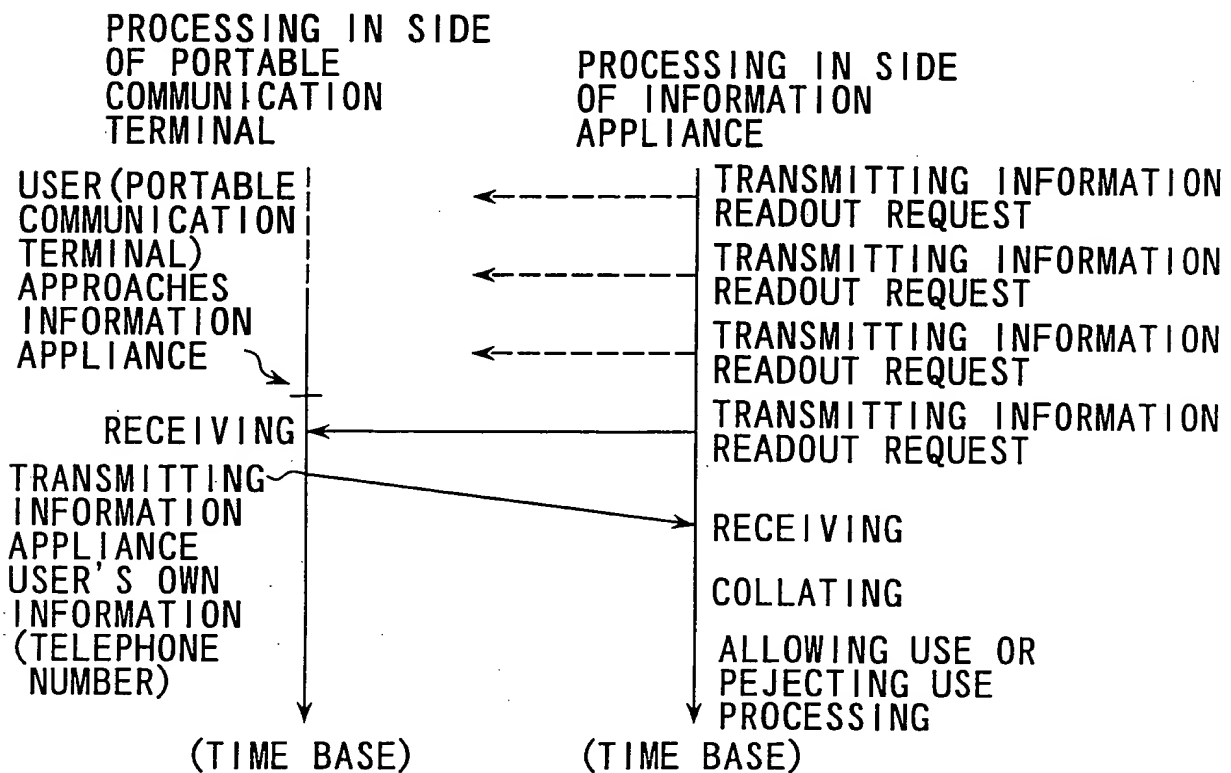 PROCESSING IN SIDE
OF PORTABLE
COMMUNICATION
TERMINAL
PROCESSING IN SIDE
OF INFORMATION
APPLIANCE
USER(PORTABLE
COMMUNICATION
TERMINAL)
APPROACHES
INFORMATION
APPLIANCE
TRANSMITTING INFORMATION
READOUT REQUEST
TRANSMITTING INFORMATION
READOUT REQUEST
TRANSMITTING INFORMATION
READOUT REQUEST
RECEIVING
TRANSMITTING INFORMATION
READOUT REQUEST
TRANSMITTING
INFORMATION
APPLIANCE
USER'S OWN
INFORMATION
(TELEPHONE
NUMBER)
RECEIVING
COLLATING
ALLOWING USE OR
PEJECTING USE
PROCESSING
(TIME BASE)
(TIME BASE)